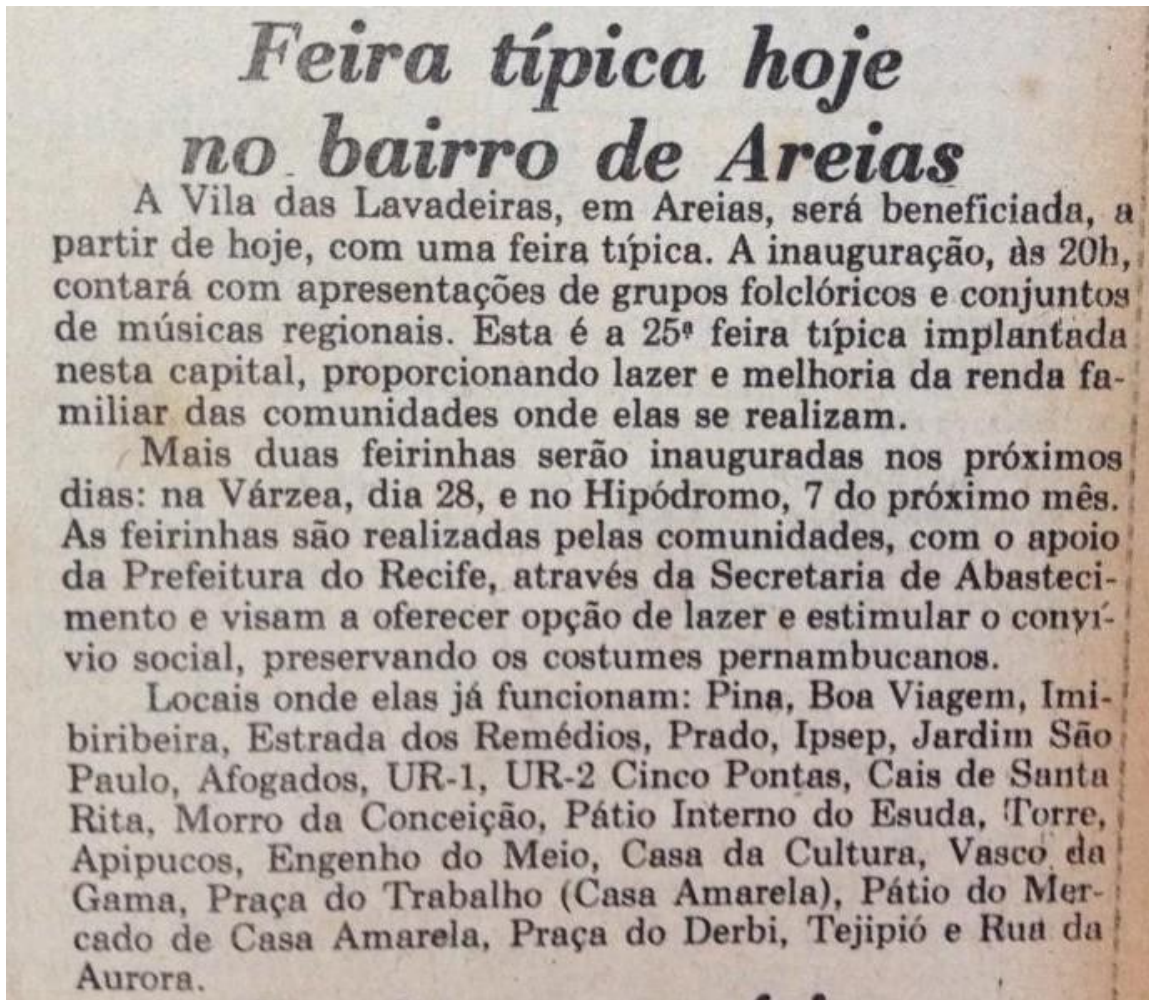 Feira típica hoje
no bairro de Areias
A Vila das Lavadeiras, em Areias, será beneficiada, a
partir de hoje, com uma feira típica. A inauguração, às 20h,
contará com apresentações de grupos folclóricos e conjuntos
de músicas regionais. Esta é a 25ª feira típica implantada
nesta capital, proporcionando lazer e melhoria da renda fa-
miliar das comunidades onde elas se realizam.
Mais duas feirinhas serão inauguradas nos próximos
dias: na Várzea, dia 28, e no Hipódromo, 7 do próximo mês.
As feirinhas são realizadas pelas comunidades, com o apoio
da Prefeitura do Recife, através da Secretaria de Abasteci-
mento e visam a oferecer opção de lazer e estimular o conví-
vio social, preservando os costumes pernambucanos.
Locais onde elas já funcionam: Pina, Boa Viagem, Imi-
biribeira, Estrada dos Remédios, Prado, Ipsep, Jardim São
Paulo, Afogados, UR-1, UR-2 Cinco Pontas, Cais de Santa
Rita, Morro da Conceição, Pátio Interno do Esuda, Torre,
Apipucos, Engenho do Meio, Casa da Cultura, Vasco da
Gama, Praça do Trabalho (Casa Amarela), Pátio do Mer-
cado de Casa Amarela, Praça do Derbi, Tejipió e Rua da
Aurora.